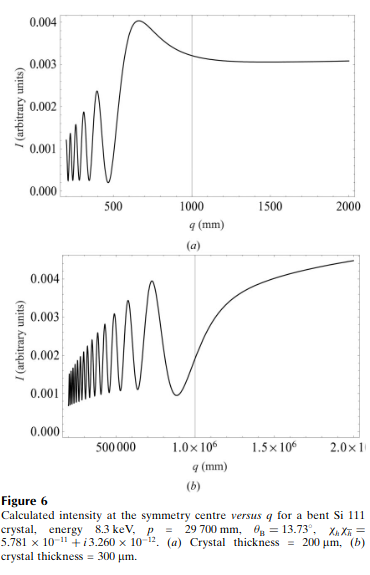 0.004
0.003
0.002
0.001
0.000
I (arbitrary units)
500
1000
1500
2000
q (mm)
(a)
0.004
0.003
0.002
0.001
0.000
I (arbitrary units)
500 000
1.0 × 10⁶
1.5 × 10⁶
2.0 × 1
q (mm)
(b)
Figure 6
Calculated intensity at the symmetry centre versus q for a bent Si 111
crystal, energy 8.3 keV, p = 29 700 mm, θB = 13.73°, χhχh̄ =
5.781 × 10⁻¹¹ + i 3.260 × 10⁻¹². (a) Crystal thickness = 200 μm, (b)
crystal thickness = 300 μm.